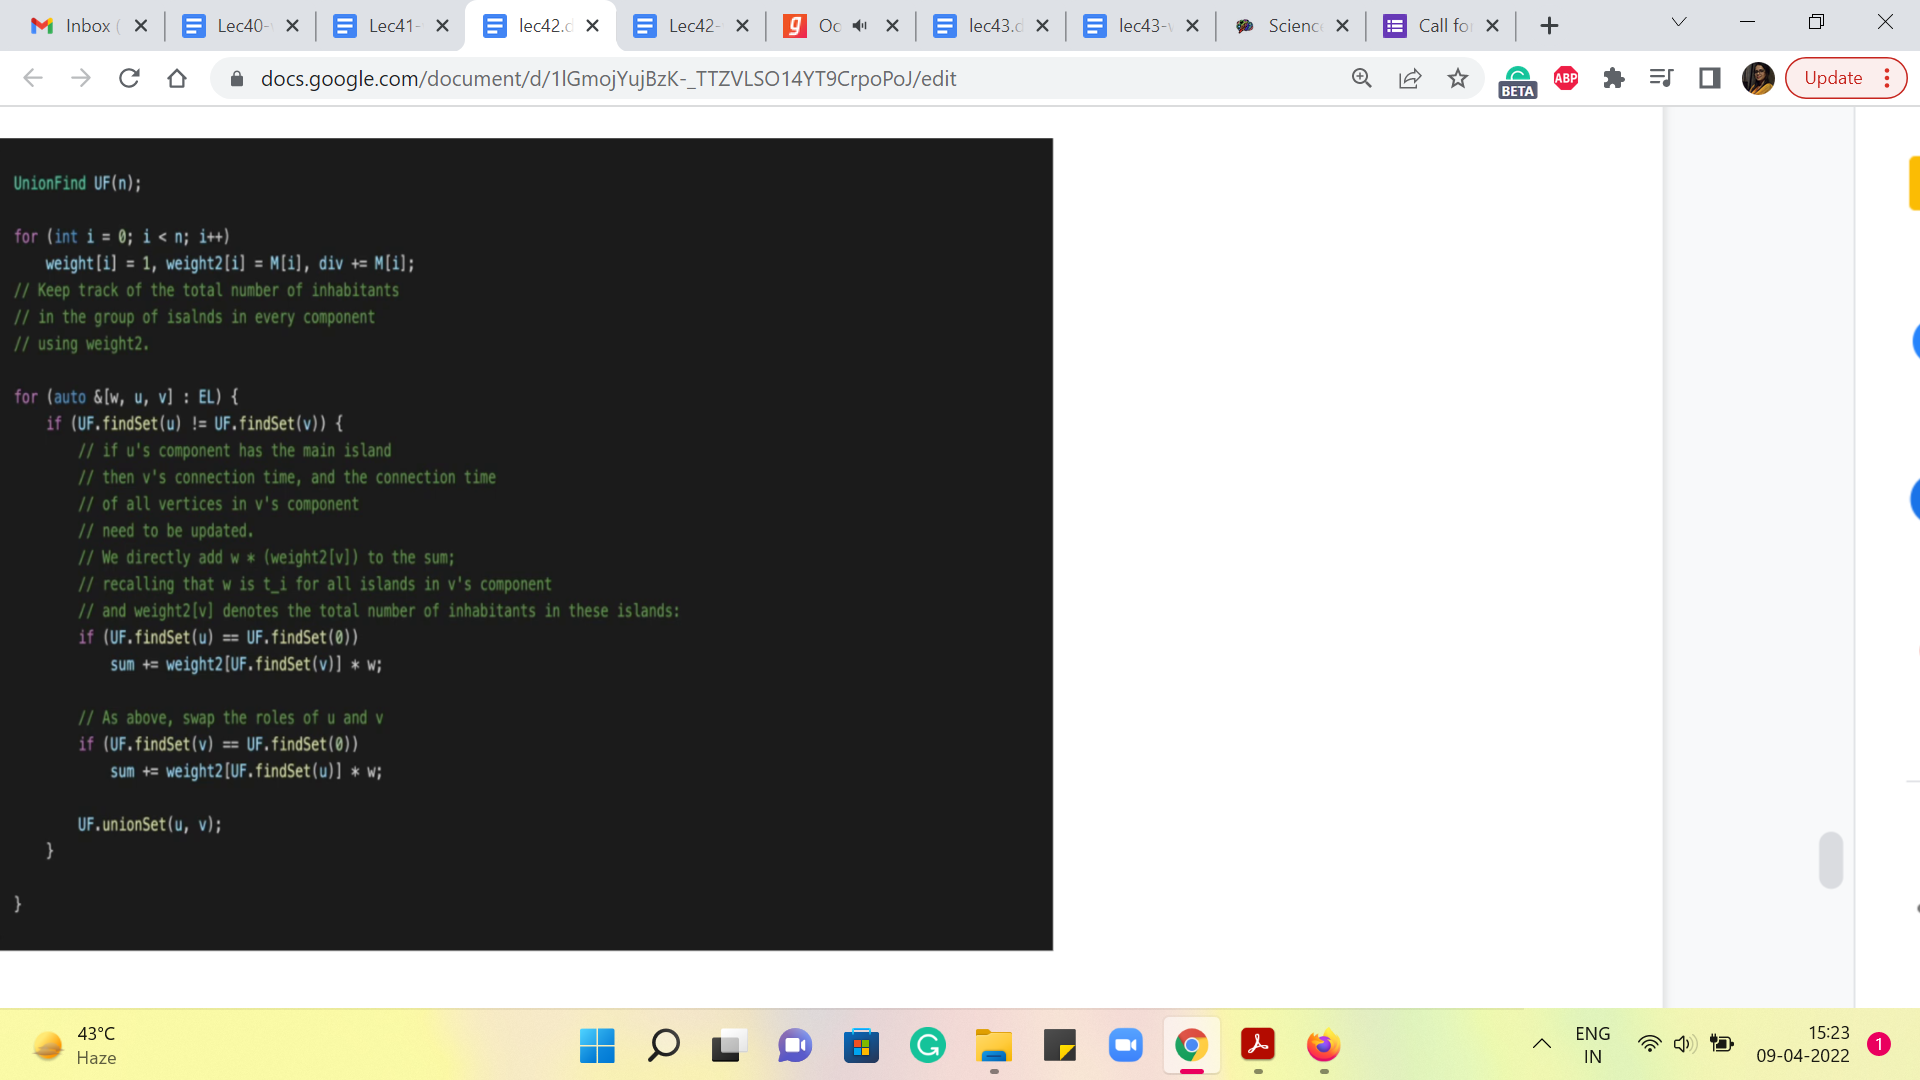 Inbox (
Lec40-
Lec41-
lec42.d
Lec42-
Oc
lec43.d
lec43-v
Science
Call for
docs.google.com/document/d/1lGmojYujBzK-_TTZVLSO14YT9CrpoPoJ/edit
BETA
ABP
Update
UnionFind UF(n);
for (int i = 0; i < n; i++)
weight[i] = 1, weight2[i] = M[i], div += M[i];
// Keep track of the total number of inhabitants
// in the group of isalnds in every component
// using weight2.
for (auto &[w, u, v] : EL) {
if (UF.findSet(u) != UF.findSet(v)) {
// if u's component has the main island
// then v's connection time, and the connection time
// of all vertices in v's component
// need to be updated.
// We directly add w * (weight2[v]) to the sum;
// recalling that w is t_i for all islands in v's component
// and weight2[v] denotes the total number of inhabitants in these islands:
if (UF.findSet(u) == UF.findSet(0))
sum += weight2[UF.findSet(v)] * w;
// As above, swap the roles of u and v
if (UF.findSet(v) == UF.findSet(0))
sum += weight2[UF.findSet(u)] * w;
UF.unionSet(u, v);
}
}
43°C
Haze
ENG
IN
15:23
09-04-2022
1